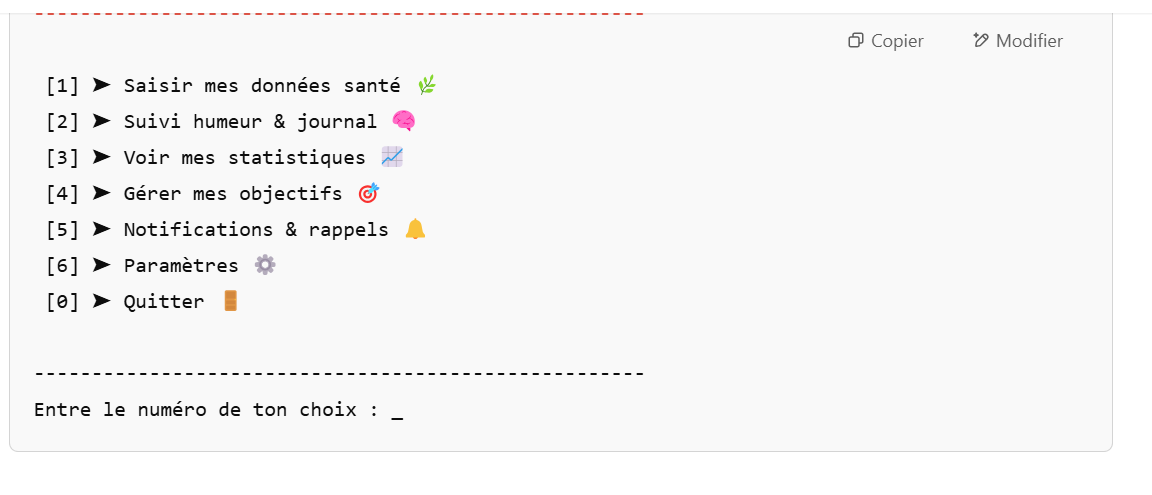 -----------------------------------------------------
Copier Modifier
[1] ➤ Saisir mes données santé 🌿
[2] ➤ Suivi humeur & journal 🧠
[3] ➤ Voir mes statistiques 📈
[4] ➤ Gérer mes objectifs 🎯
[5] ➤ Notifications & rappels 🔔
[6] ➤ Paramètres ⚙️
[0] ➤ Quitter 🚪
-----------------------------------------------------
Entre le numéro de ton choix : _